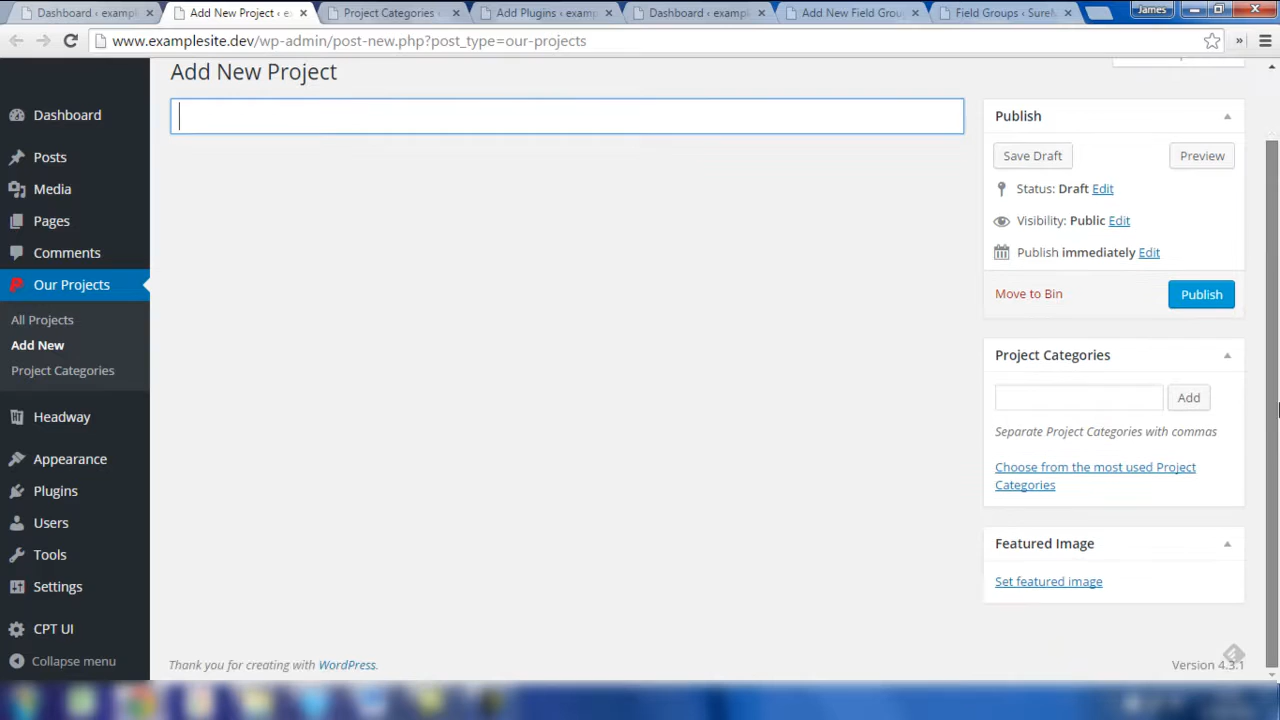 Dashboard ‹ example
Add New Project ‹ e
Project Categories ‹
Add Plugins ‹ examp
Dashboard ‹ example
Add New Field Grou
Field Groups ‹ SureM
James
www.examplesite.dev/wp-admin/post-new.php?post_type=our-projects
»
Add New Project
Dashboard
Posts
Media
Pages
Comments
Our Projects
All Projects
Add New
Project Categories
Headway
Appearance
Plugins
Users
Tools
Settings
CPT UI
Collapse menu
Publish
Save Draft
Preview
Status: Draft Edit
Visibility: Public Edit
Publish immediately Edit
Move to Bin
Publish
Project Categories
Add
Separate Project Categories with commas
Choose from the most used Project
Categories
Featured Image
Set featured image
Thank you for creating with WordPress.
Version 4.3.1